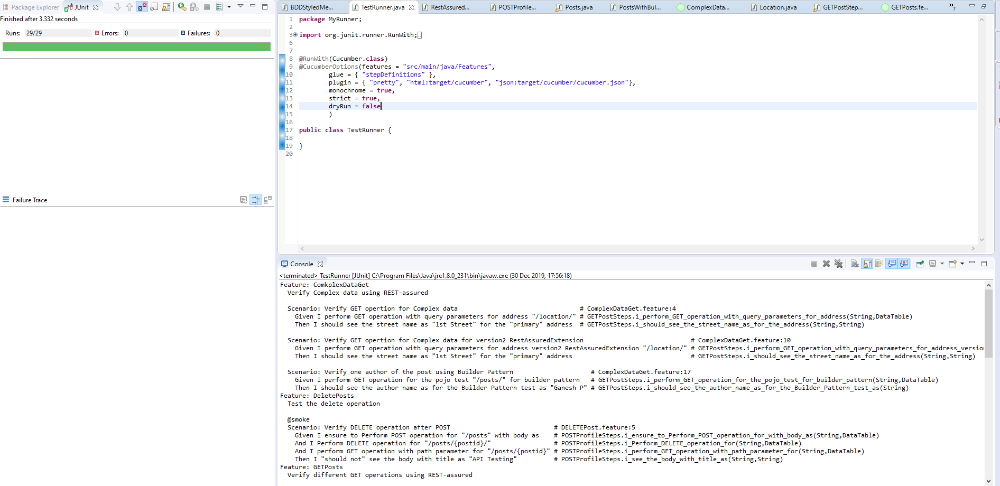 Package Explorer
JUnit
Finished after 3.332 seconds
Runs: 29/29
Errors: 0
Failures: 0
Failure Trace
BDDStyledMe...
TestRunner.java
RestAssured...
POSTProfile...
Posts.java
PostsWithBul...
ComplexData...
Location.java
GETPostStep...
GETPosts.fe...
»7
1 package MyRunner;
2
3 import org.junit.runner.RunWith;
6
7
8 @RunWith(Cucumber.class)
9 @CucumberOptions(features = "src/main/java/Features",
10 glue = { "stepDefinitions" },
11 plugin = { "pretty", "html:target/cucumber", "json:target/cucumber/cucumber.json"},
12 monochrome = true,
13 strict = true,
14 dryRun = false
15 )
16
17 public class TestRunner {
18
19 }
20
Console
<terminated> TestRunner [JUnit] C:\Program Files\Java\jre1.8.0_231\bin\javaw.exe (30 Dec 2019, 17:56:18)
Feature: ComkplexDataGet
Verify Complex data using REST-assured
Scenario: Verify GET opertion for Complex data # ComplexDataGet.feature:4
Given I perform GET operation with query parameters for address "/location/" # GETPostSteps.i_perform_GET_operation_with_query_parameters_for_address(String,DataTable)
Then I should see the street name as "1st Street" for the "primary" address # GETPostSteps.i_should_see_the_street_name_as_for_the_address(String,String)
Scenario: Verify GET opertion for Complex data for version2 RestAssuredExtension # ComplexDataGet.feature:10
Given I perform GET operation with query parameters for address version2 RestAssuredExtension "/location/" # GETPostSteps.i_perform_GET_operation_with_query_parameters_for_address_version
Then I should see the street name as "1st Street" for the "primary" address # GETPostSteps.i_should_see_the_street_name_as_for_the_address(String,String)
Scenario: Verify one author of the post using Builder Pattern # ComplexDataGet.feature:17
Given I perform GET operation for the pojo test "/posts/" for builder pattern # GETPostSteps.i_perform_GET_operation_for_the_pojo_test_for_builder_pattern(String,DataTable)
Then I should see the author name as for the Builder Pattern test as "Ganesh P" # GETPostSteps.i_should_see_the_author_name_as_for_the_Builder_Pattern_test_as(String)
Feature: DeletePosts
Test the delete operation
@smoke
Scenario: Verify DELETE operation after POST # DELETEPost.feature:5
Given I ensure to Perform POST operation for "/posts" with body as # POSTProfileSteps.i_ensure_to_Perform_POST_operation_for_with_body_as(String,DataTable)
And I Perform DELETE operation for "/posts/{postid}/" # POSTProfileSteps.i_Perform_DELETE_operation_for(String,DataTable)
And I perform GET operation with path parameter for "/posts/{postid}" # POSTProfileSteps.i_perform_GET_operation_with_path_parameter_for(String,DataTable)
Then I "should not" see the body with title as "API Testing" # POSTProfileSteps.i_see_the_body_with_title_as(String,String)
Feature: GETPosts
Verify different GET operations using REST-assured